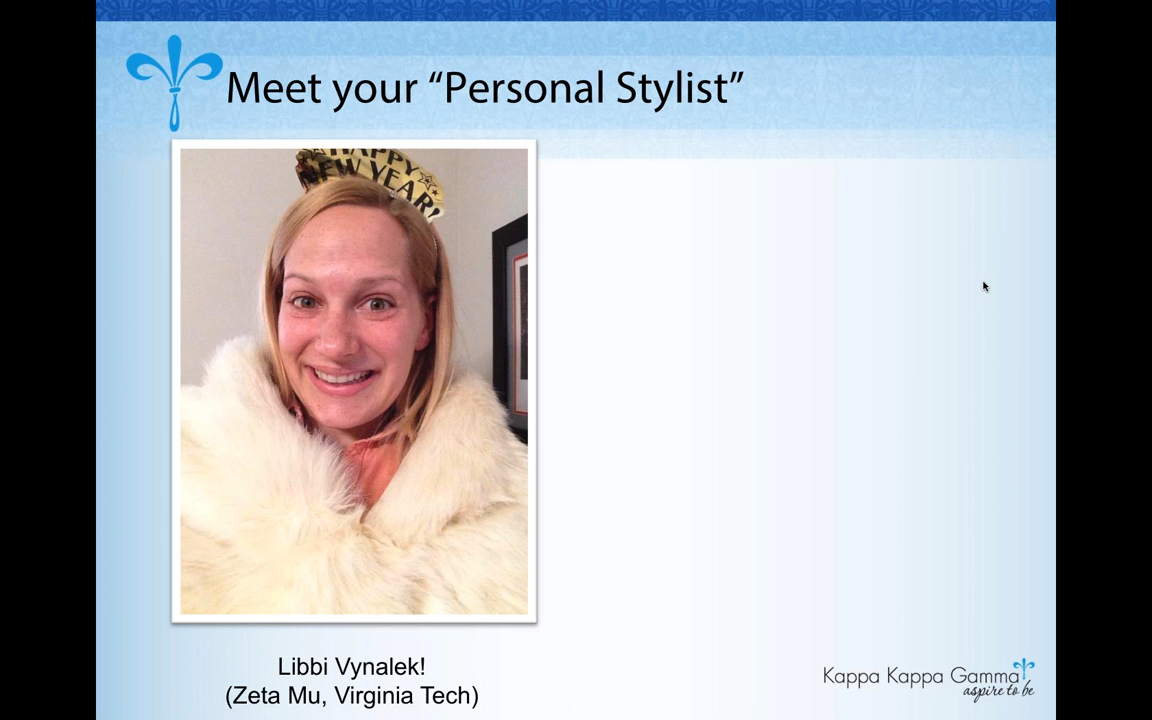 Meet your “Personal Stylist”
HAPPY
NEW YEAR!
Libbi Vynalek!
(Zeta Mu, Virginia Tech)
Kappa Kappa Gamma
aspire to be